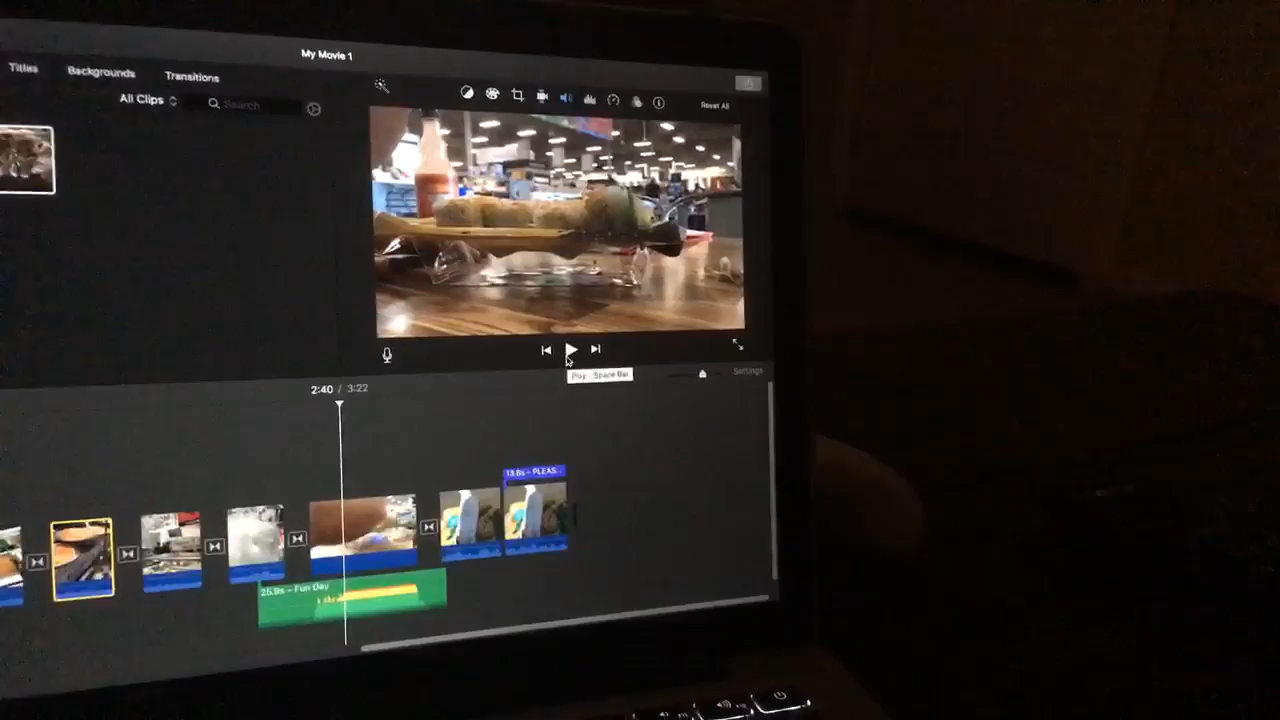 My Movie 1
Titles Backgrounds Transitions
All Clips Search
Reset All
Play Space Bar
2:40 / 3:22 Settings
13.8s – PLEAS...
25.9s – Fun Day